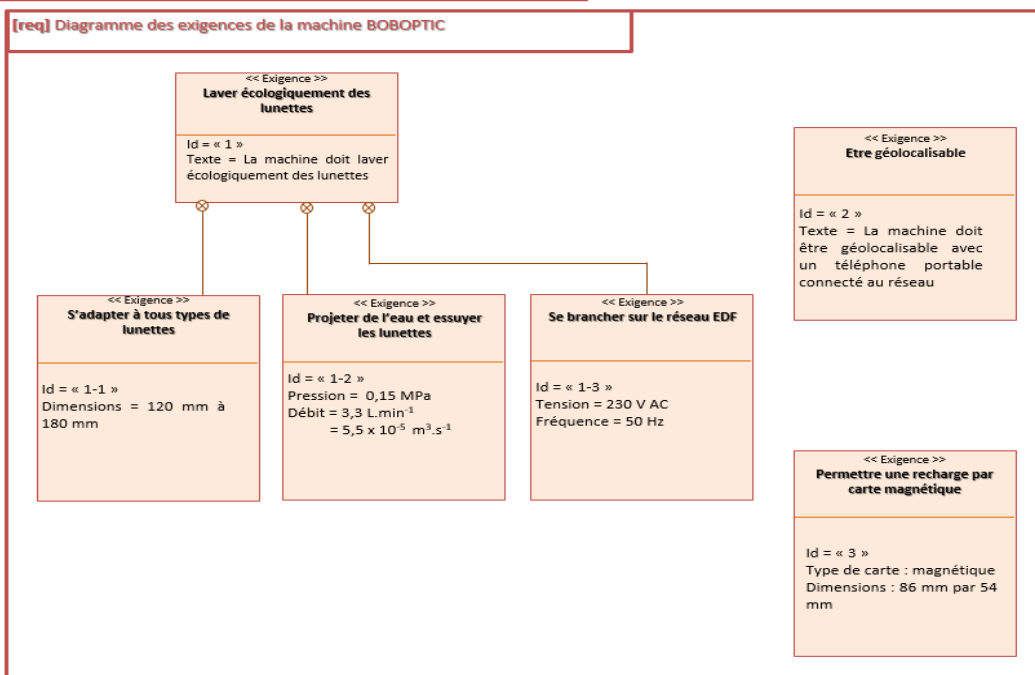 [req] Diagramme des exigences de la machine BOBOPTIC
<< Exigence >>
Laver écologiquement des
lunettes
Id = « 1 »
Texte = La machine doit laver
écologiquement des lunettes
<< Exigence >>
Etre géolocalisable
Id = « 2 »
Texte = La machine doit
être géolocalisable avec
un téléphone portable
connecté au réseau
<< Exigence >>
S’adapter à tous types de
lunettes
Id = « 1-1 »
Dimensions = 120 mm à
180 mm
<< Exigence >>
Projeter de l’eau et essuyer
les lunettes
Id = « 1-2 »
Pression = 0,15 MPa
Débit = 3,3 L.min⁻¹
= 5,5 x 10⁻⁵ m³.s⁻¹
<< Exigence >>
Se brancher sur le réseau EDF
Id = « 1-3 »
Tension = 230 V AC
Fréquence = 50 Hz
<< Exigence >>
Permettre une recharge par
carte magnétique
Id = « 3 »
Type de carte : magnétique
Dimensions : 86 mm par 54
mm